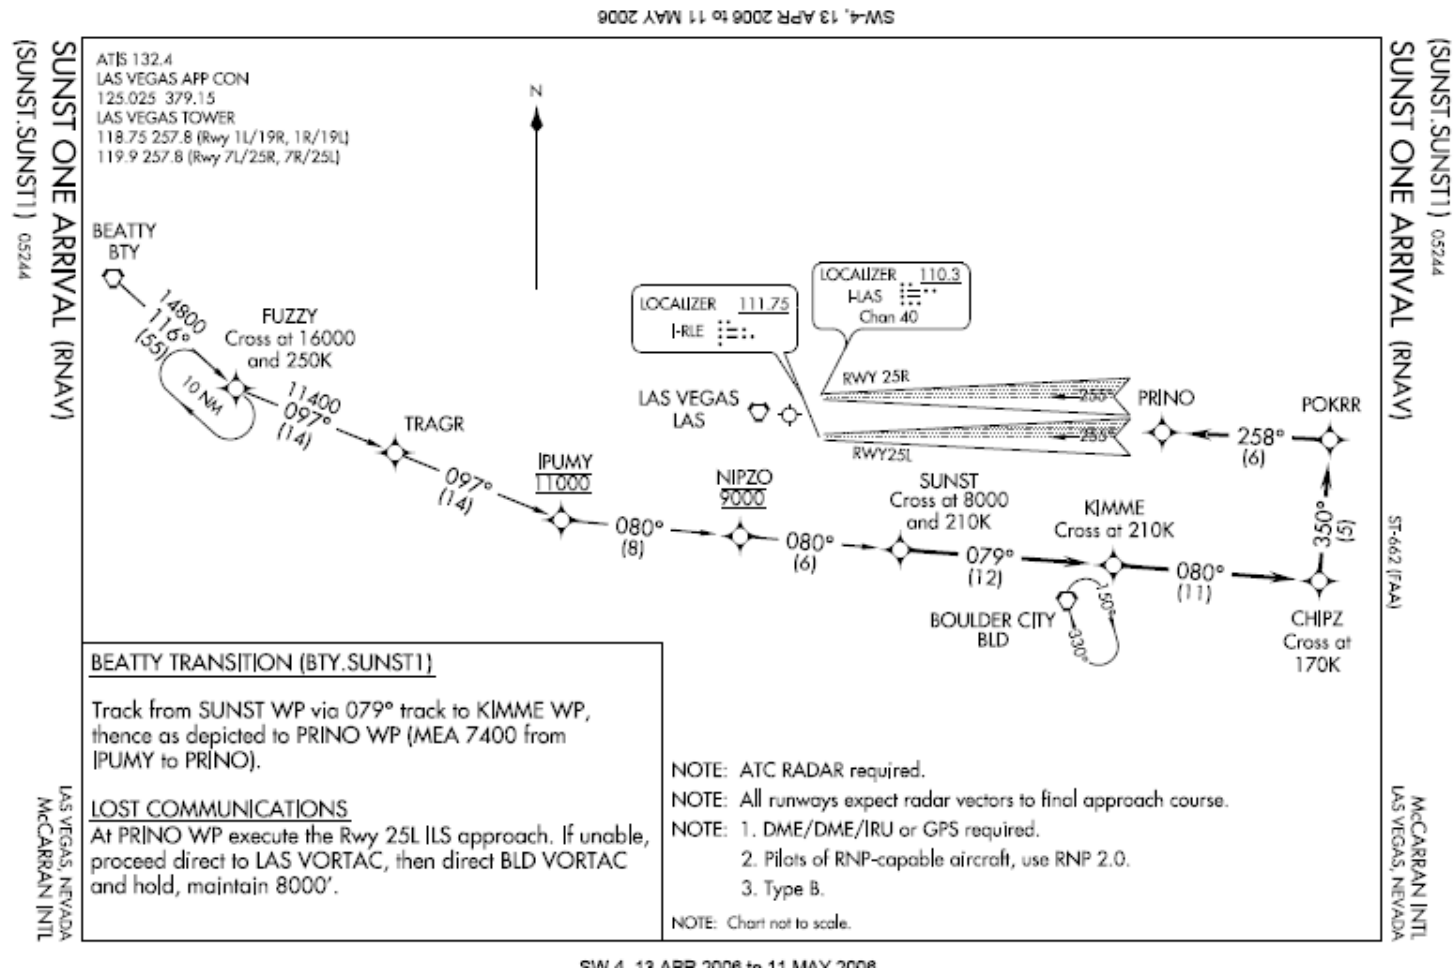 SW-4, 13 APR 2006 to 11 MAY 2006
(SUNST.SUNST1) 05244
SUNST ONE ARRIVAL (RNAV)
ATIS 132.4
LAS VEGAS APP CON
125.025 379.15
LAS VEGAS TOWER
118.75 257.8 (Rwy 1L/19R, 1R/19L)
119.9 257.8 (Rwy 7L/25R, 7R/25L)
N
BEATTY
BTY
14800
116°
(55)
FUZZY
Cross at 16000
and 250K
10 NM
11400
097°
(14)
TRAGR
097°
(14)
IPUMY
11000
080°
(8)
NIPZO
9000
080°
(6)
SUNST
Cross at 8000
and 210K
079°
(12)
KIMME
Cross at 210K
080°
(11)
CHIPZ
Cross at
170K
350°
(5)
POKRR
258°
(6)
PRINO
LOCALIZER 111.75
I-RLE
LOCALIZER 110.3
I-LAS
Chan 40
RWY 25R
255°
RWY25L
255°
LAS VEGAS
LAS
BOULDER CITY
BLD
150°
330°
BEATTY TRANSITION (BTY.SUNST1)
Track from SUNST WP via 079° track to KIMME WP,
thence as depicted to PRINO WP (MEA 7400 from
IPUMY to PRINO).
LOST COMMUNICATIONS
At PRINO WP execute the Rwy 25L ILS approach. If unable,
proceed direct to LAS VORTAC, then direct BLD VORTAC
and hold, maintain 8000'.
NOTE: ATC RADAR required.
NOTE: All runways expect radar vectors to final approach course.
NOTE: 1. DME/DME/IRU or GPS required.
2. Pilots of RNP-capable aircraft, use RNP 2.0.
3. Type B.
NOTE: Chart not to scale.
LAS VEGAS, NEVADA
McCARRAN INTL
(SUNST.SUNST1) 05244
SUNST ONE ARRIVAL (RNAV)
ST-662 (FAA)
McCARRAN INTL
LAS VEGAS, NEVADA
SW-4, 13 APR 2006 to 11 MAY 2006